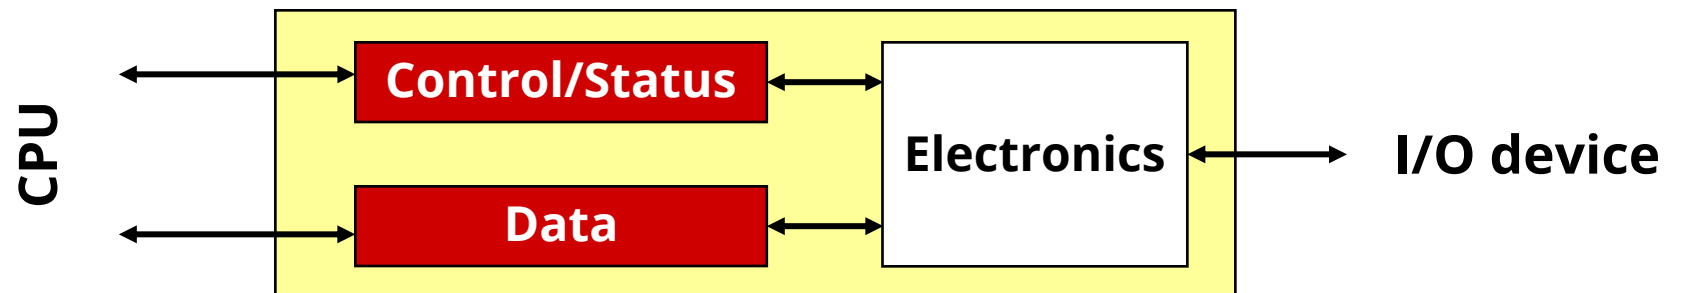 CPU
Control/Status
Data
Electronics
I/O device